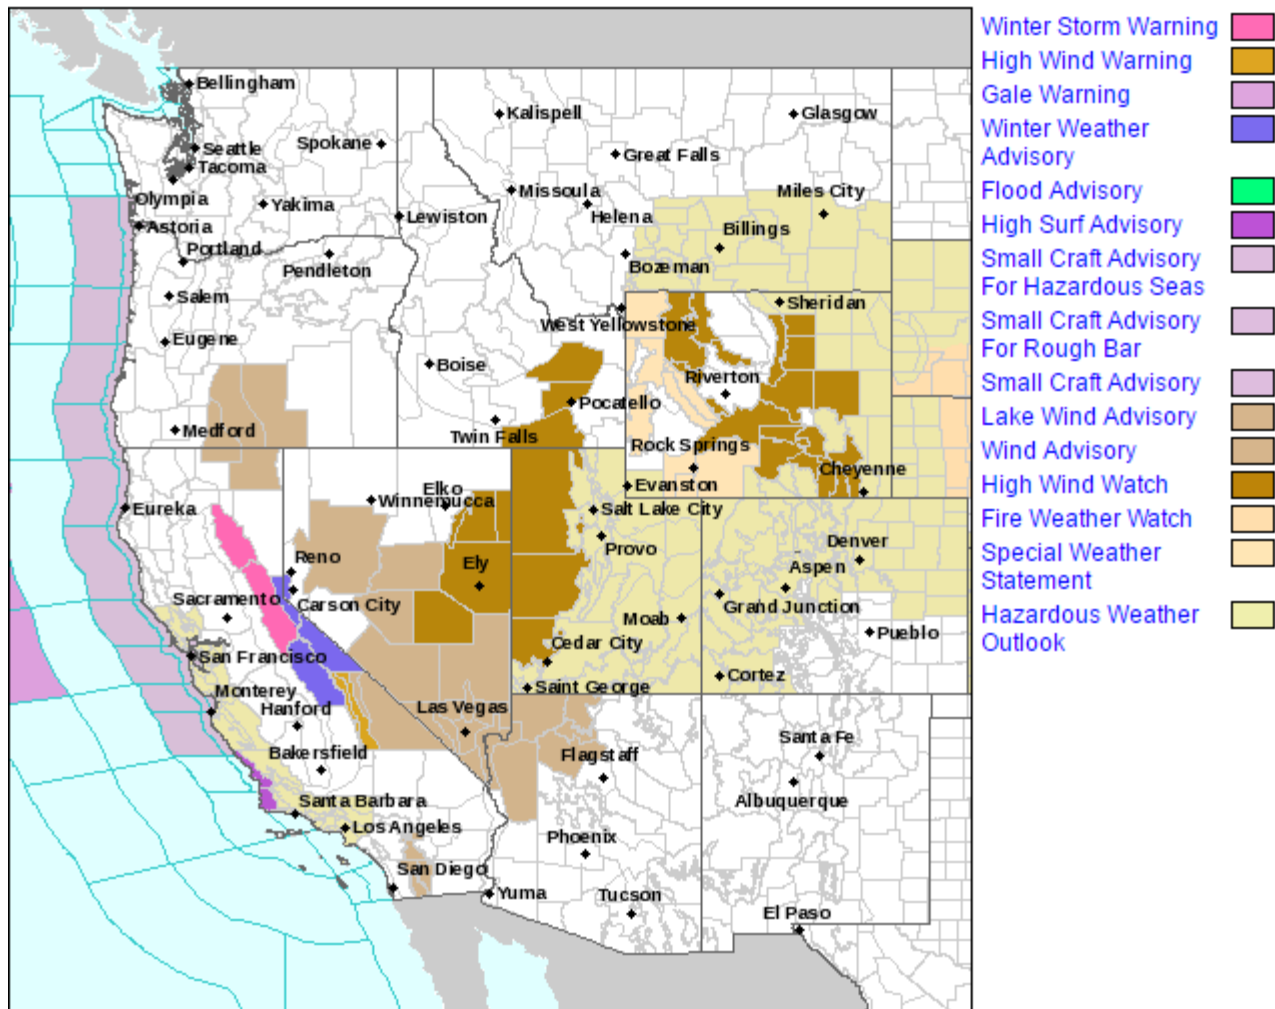 Bellingham
Seattle
Tacoma
Olympia
Astoria
Spokane
Yakima
Lewiston
Portland
Pendleton
Salem
Eugene
Medford
Kalispell
Great Falls
Glasgow
Missoula
Helena
Miles City
Billings
Bozeman
West Yellowstone
Sheridan
Boise
Pocatello
Twin Falls
Riverton
Rock Springs
Cheyenne
Evanston
Eureka
Winnemucca
Elko
Reno
Ely
Carson City
Sacramento
San Francisco
Monterey
Hanford
Bakersfield
Las Vegas
Santa Barbara
Los Angeles
San Diego
Salt Lake City
Provo
Moab
Cedar City
Saint George
Denver
Aspen
Grand Junction
Pueblo
Cortez
Flagstaff
Phoenix
Yuma
Tucson
Santa Fe
Albuquerque
El Paso
Winter Storm Warning
High Wind Warning
Gale Warning
Winter Weather
Advisory
Flood Advisory
High Surf Advisory
Small Craft Advisory
For Hazardous Seas
Small Craft Advisory
For Rough Bar
Small Craft Advisory
Lake Wind Advisory
Wind Advisory
High Wind Watch
Fire Weather Watch
Special Weather
Statement
Hazardous Weather
Outlook